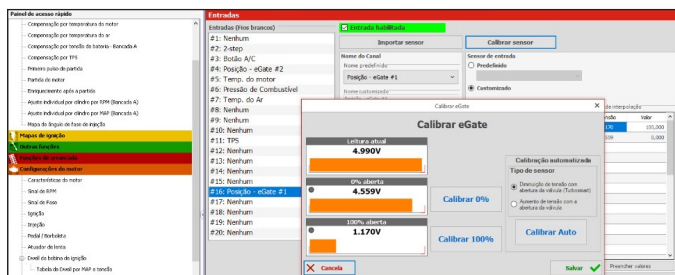 Painel de acesso rápido
Compensação por temperatura do motor
Compensação por temperatura do ar
Compensação por tensão de bateria - Bancada A
Compensação por TPS
Primeiro pulso de partida
Partida do motor
Enriquecimento após a partida
Ajuste individual por cilindro por RPM (Bancada A)
Ajuste individual por cilindro por MAP (Bancada A)
Mapa do ângulo de fase de injeção
Mapas de ignição
Outras funções
Funções de arrancada
Configurações do motor
Características do motor
Sinal de RPM
Sinal de Fase
Ignição
Injeção
Pedal / Borboleta
Atuador de lenta
Dwell da bobina de ignição
Tabela do Dwell por MAP a tensão
Entradas
Entradas (Fios brancos)
#1: Nenhum
#2: 2-step
#3: Botão A/C
#4: Posição - eGate #2
#5: Temp. do motor
#6: Pressão de Combustível
#7: Temp. do Ar
#8: Nenhum
#9: Nenhum
#10: Nenhum
#11: TPS
#12: Nenhum
#13: Nenhum
#14: Nenhum
#15: Nenhum
#16: Posição - eGate #1
#17: Nenhum
#18: Nenhum
#19: Nenhum
#20: Nenhum
Entrada habilitada
Importar sensor
Calibrar sensor
Nome do Canal
Nome predefinido
Posição - eGate #1
Nome customizado
Sensor de entrada
Predefinido
Customizado
de interpolação
Valor
170
100,000
559
0,000
Calibrar eGate
Calibrar eGate
Leitura atual
4.990V
0% aberta
4.559V
100% aberta
1.170V
Calibrar 0%
Calibrar 100%
Calibração automatizada
Tipo de sensor
Diminuição de tensão com
abertura da válvula (Turbosmart)
Aumento de tensão com a
abertura da válvula
Calibrar Auto
Cancela
Salvar
Preencher valores